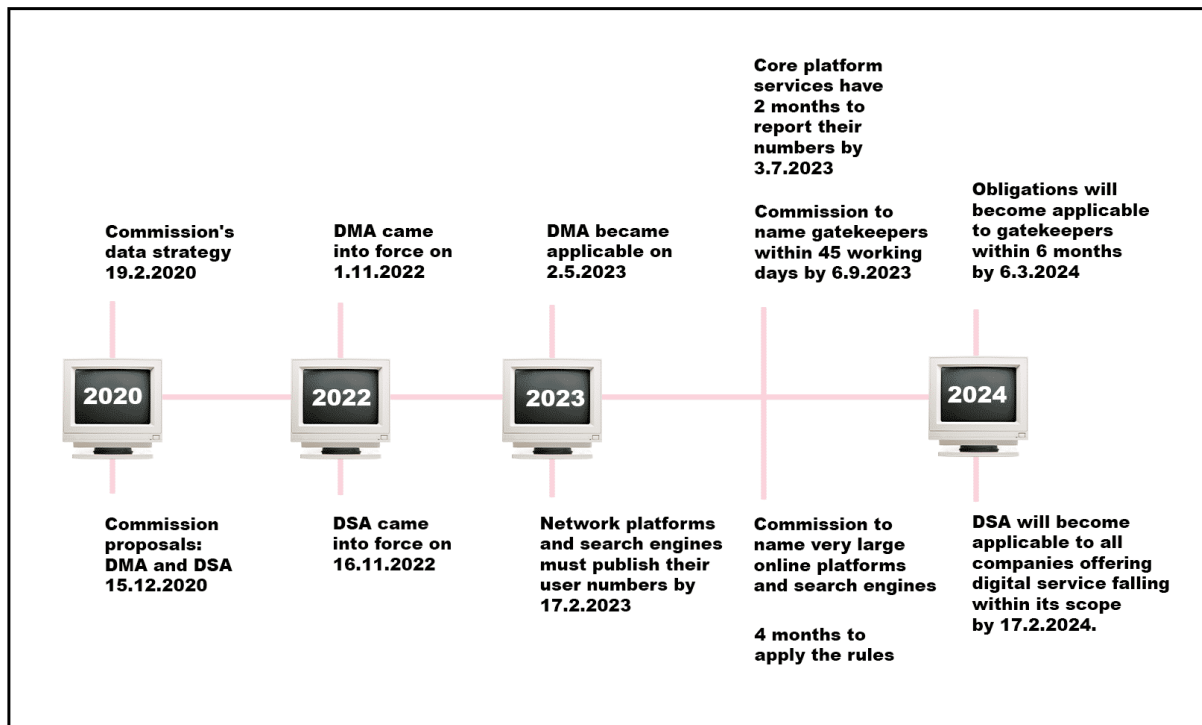 Core platform
services have
2 months to
report their
numbers by
3.7.2023
Commission's
data strategy
19.2.2020
DMA came
into force on
1.11.2022
DMA became
applicable on
2.5.2023
Commission to
name gatekeepers
within 45 working
days by 6.9.2023
Obligations will
become applicable
to gatekeepers
within 6 months
by 6.3.2024
2020
2022
2023
2024
Commission
proposals:
DMA and DSA
15.12.2020
DSA came
into force on
16.11.2022
Network platforms
and search engines
must publish their
user numbers by
17.2.2023
Commission to
name very large
online platforms
and search engines
4 months to
apply the rules
DSA will become
applicable to all
companies offering
digital service falling
within its scope
by 17.2.2024.